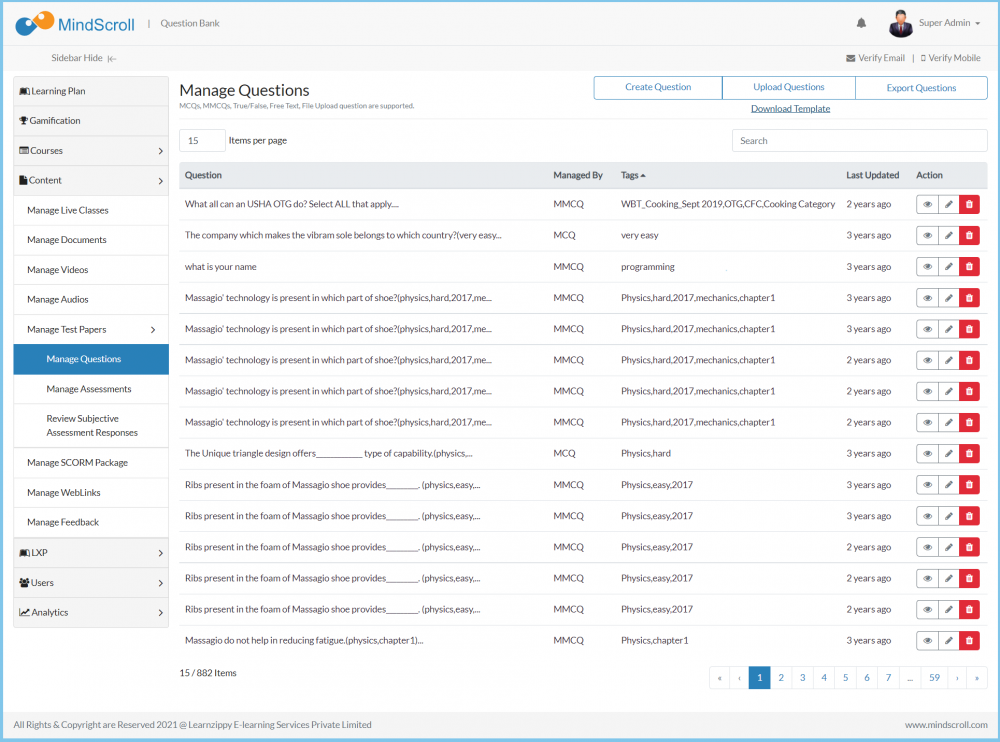 MindScroll | Question Bank
Super Admin
Sidebar Hide
Verify Email | Verify Mobile
Learning Plan
Gamification
Courses
Content
Manage Live Classes
Manage Documents
Manage Videos
Manage Audios
Manage Test Papers
Manage Questions
Manage Assessments
Review Subjective
Assessment Responses
Manage SCORM Package
Manage WebLinks
Manage Feedback
LXP
Users
Analytics
Manage Questions
MCQs, MMCQs, True/False, Free Text, File Upload question are supported.
Create Question
Upload Questions
Export Questions
Download Template
15 Items per page
Search
Question Managed By Tags Last Updated Action
What all can an USHA OTG do? Select ALL that apply.... MMCQ WBT_Cooking_Sept 2019,OTG,CFC,Cooking Category 2 years ago
The company which makes the vibram sole belongs to which country?(very easy... MCQ very easy 3 years ago
what is your name MMCQ programming 3 years ago
Massagio' technology is present in which part of shoe?(physics,hard,2017,me... MMCQ Physics,hard,2017,mechanics,chapter1 3 years ago
Massagio' technology is present in which part of shoe?(physics,hard,2017,me... MMCQ Physics,hard,2017,mechanics,chapter1 3 years ago
Massagio' technology is present in which part of shoe?(physics,hard,2017,me... MMCQ Physics,hard,2017,mechanics,chapter1 2 years ago
Massagio' technology is present in which part of shoe?(physics,hard,2017,me... MMCQ Physics,hard,2017,mechanics,chapter1 2 years ago
Massagio' technology is present in which part of shoe?(physics,hard,2017,me... MMCQ Physics,hard,2017,mechanics,chapter1 2 years ago
The Unique triangle design offers____________ type of capability.(physics,... MCQ Physics,hard 3 years ago
Ribs present in the foam of Massagio shoe provides________. (physics,easy,... MMCQ Physics,easy,2017 3 years ago
Ribs present in the foam of Massagio shoe provides________. (physics,easy,... MMCQ Physics,easy,2017 3 years ago
Ribs present in the foam of Massagio shoe provides________. (physics,easy,... MMCQ Physics,easy,2017 2 years ago
Ribs present in the foam of Massagio shoe provides________. (physics,easy,... MMCQ Physics,easy,2017 2 years ago
Ribs present in the foam of Massagio shoe provides________. (physics,easy,... MMCQ Physics,easy,2017 2 years ago
Massagio do not help in reducing fatigue.(physics,chapter1)... MMCQ Physics,chapter1 3 years ago
15 / 882 Items
« ‹ 1 2 3 4 5 6 7 ... 59 › »
All Rights & Copyright are Reserved 2021 @ Learnzippy E-learning Services Private Limited
www.mindscroll.com